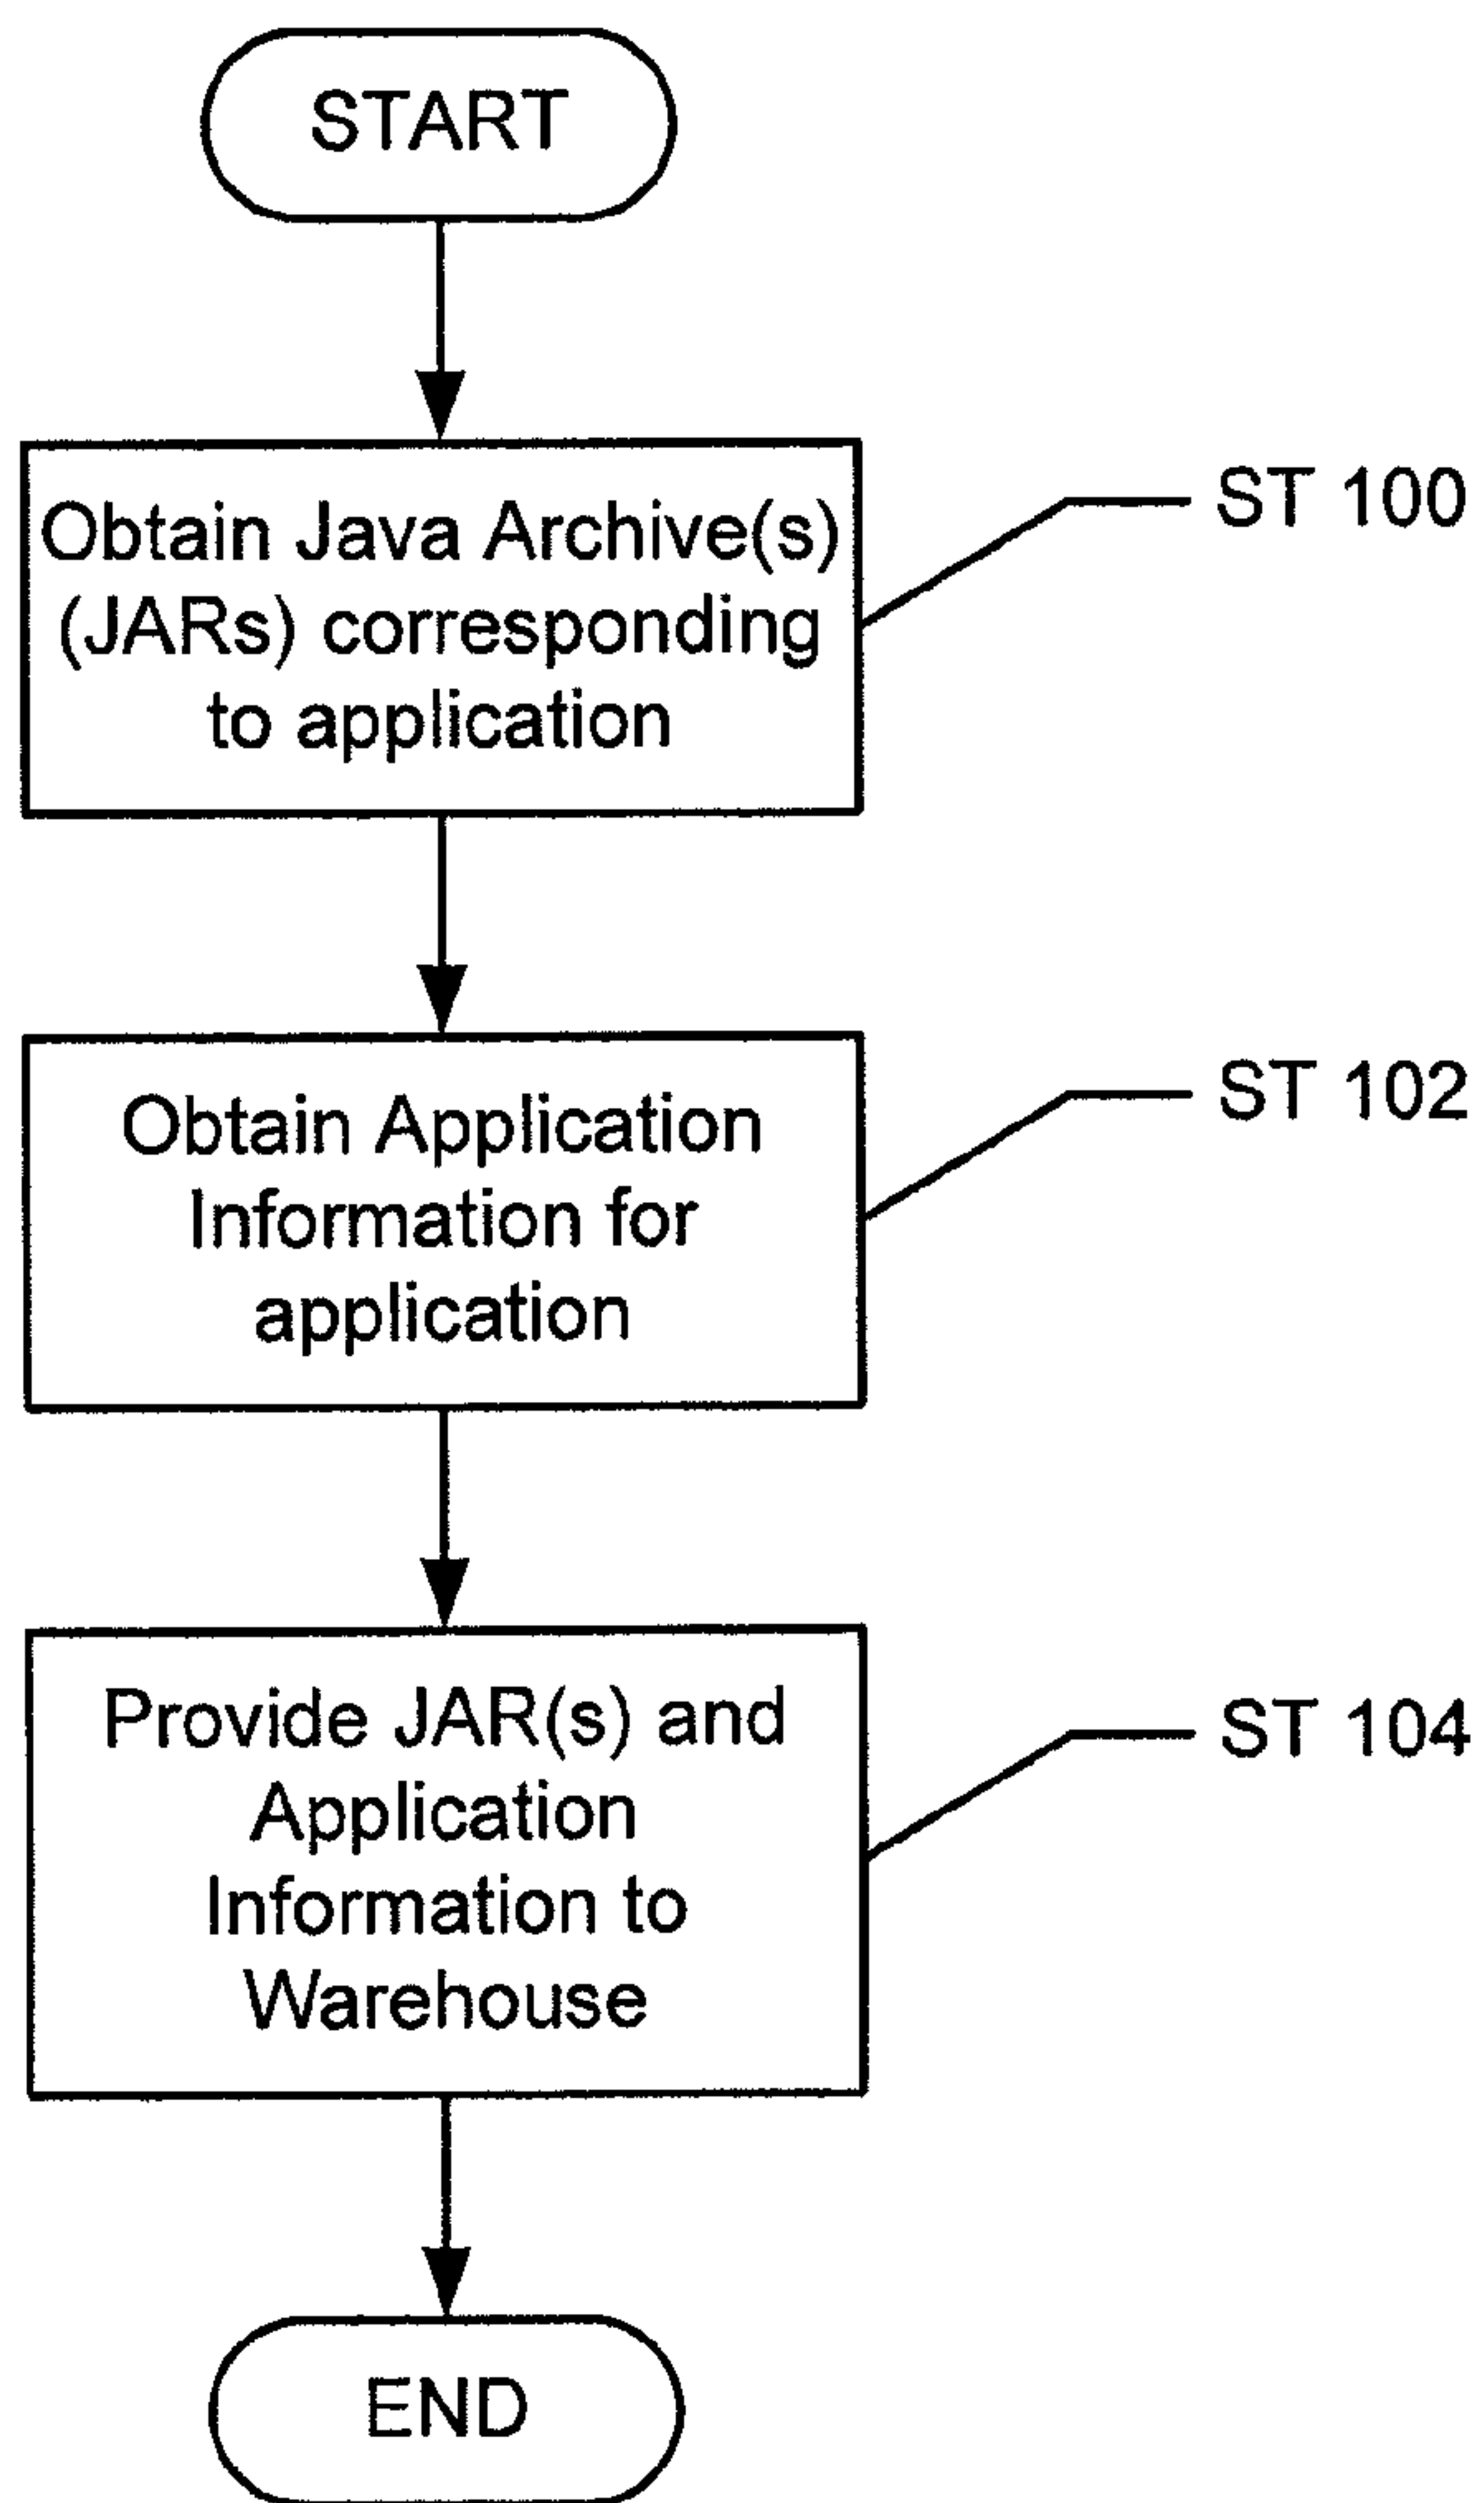 START
Obtain Java Archive(s)
(JARs) corresponding
to application
ST 100
Obtain Application
Information for
application
ST 102
Provide JAR(s) and
Application
Information to
Warehouse
ST 104
END